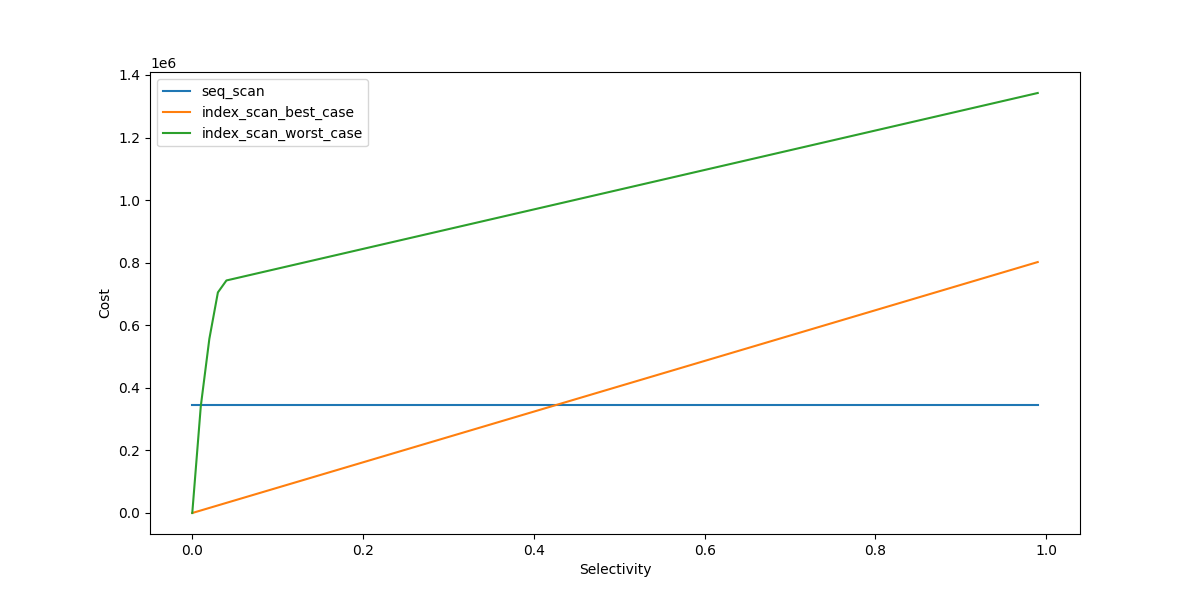 1e6
1.4
1.2
1.0
0.8
0.6
0.4
0.2
0.0
Cost
seq_scan
index_scan_best_case
index_scan_worst_case
0.0 0.2 0.4 0.6 0.8 1.0
Selectivity